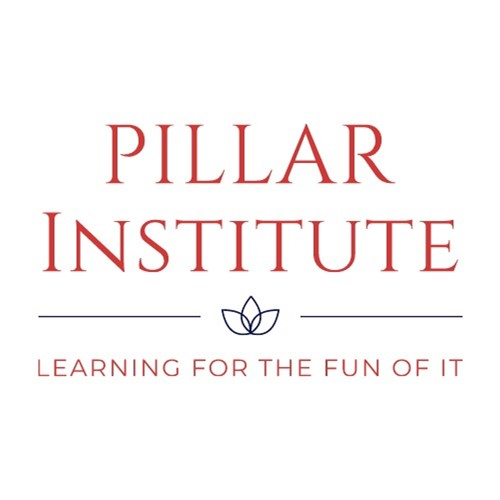 PILLAR
INSTITUTE
LEARNING FOR THE FUN OF IT